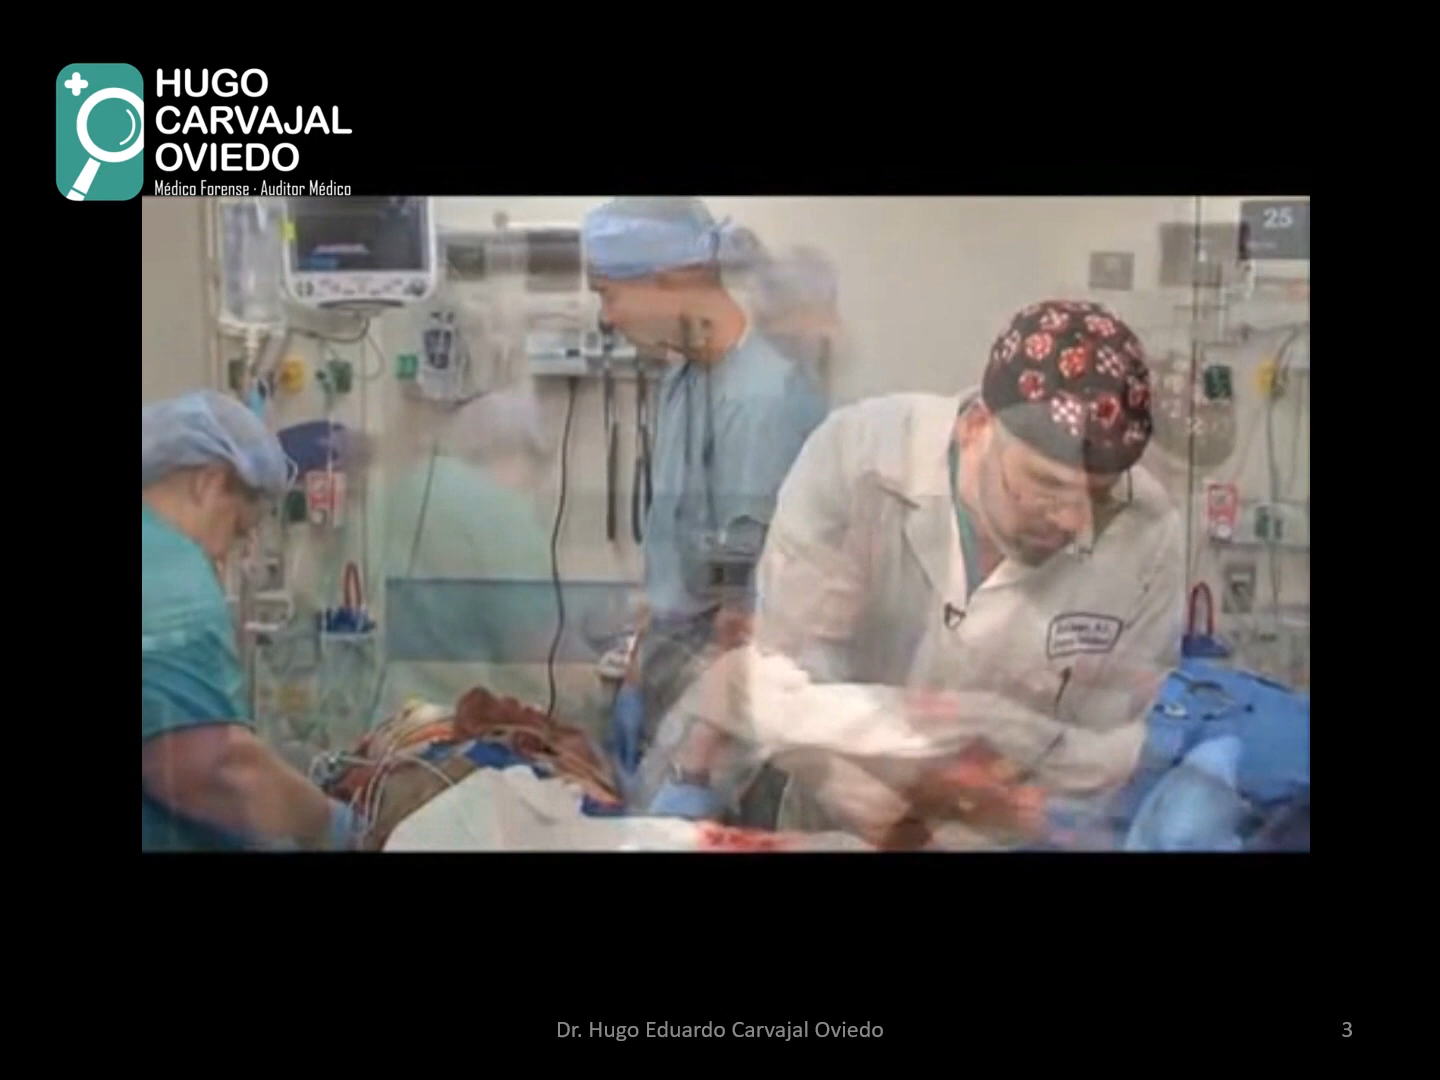 HUGO
CARVAJAL
OVIEDO
Médico Forense · Auditor Médico
25
Dr. Hugo Eduardo Carvajal Oviedo
3